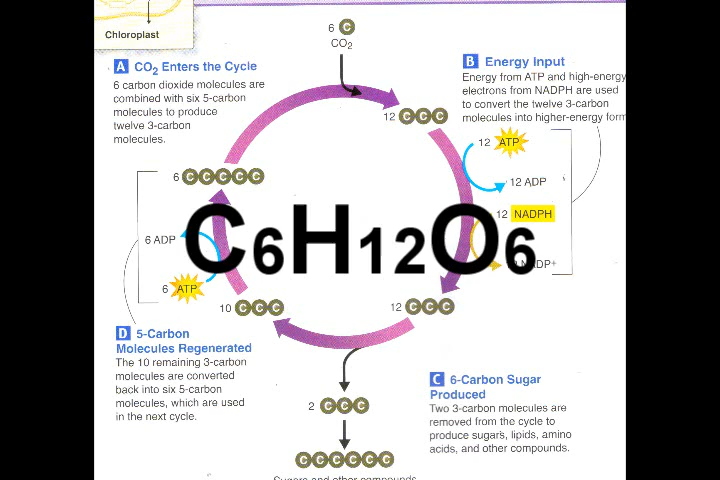 Chloroplast
6 C
CO2
A CO2 Enters the Cycle
6 carbon dioxide molecules are
combined with six 5-carbon
molecules to produce
twelve 3-carbon
molecules.
B Energy Input
Energy from ATP and high-energy
electrons from NADPH are used
to convert the twelve 3-carbon
molecules into higher-energy form
12 CCC
12 ATP
12 ADP
12 NADPH
NADP+
6 CCCCC
6 ADP
6 ATP
C6H12O6
10 CCC
12 CCC
D 5-Carbon
Molecules Regenerated
The 10 remaining 3-carbon
molecules are converted
back into six 5-carbon
molecules, which are used
in the next cycle.
C 6-Carbon Sugar
Produced
Two 3-carbon molecules are
removed from the cycle to
produce sugars, lipids, amino
acids, and other compounds.
2 CCC
CCCCCC
Sugars and other compounds